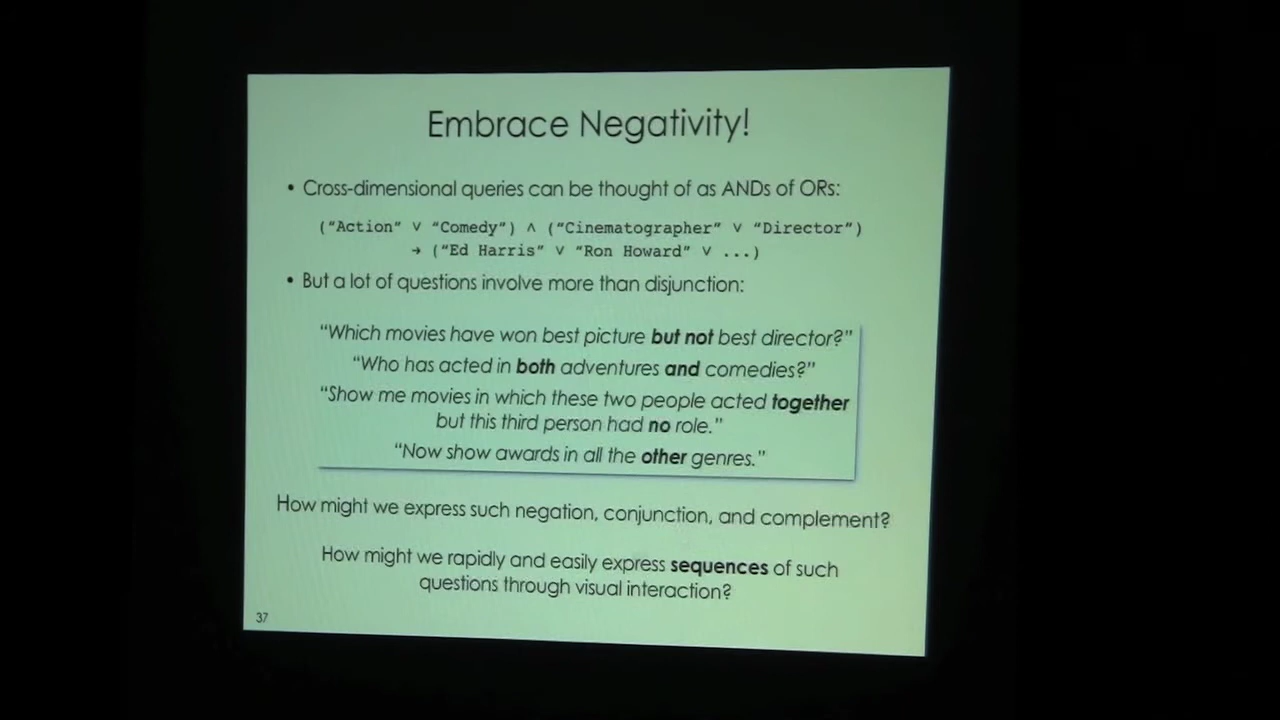 Embrace Negativity!
• Cross-dimensional queries can be thought of as ANDs of ORs:
(“Action” ∨ “Comedy”) ∧ (“Cinematographer” ∨ “Director”)
→ (“Ed Harris” ∨ “Ron Howard” ∨ ...)
• But a lot of questions involve more than disjunction:
“Which movies have won best picture but not best director?”
“Who has acted in both adventures and comedies?”
“Show me movies in which these two people acted together
but this third person had no role.”
“Now show awards in all the other genres.”
How might we express such negation, conjunction, and complement?
How might we rapidly and easily express sequences of such
questions through visual interaction?
37